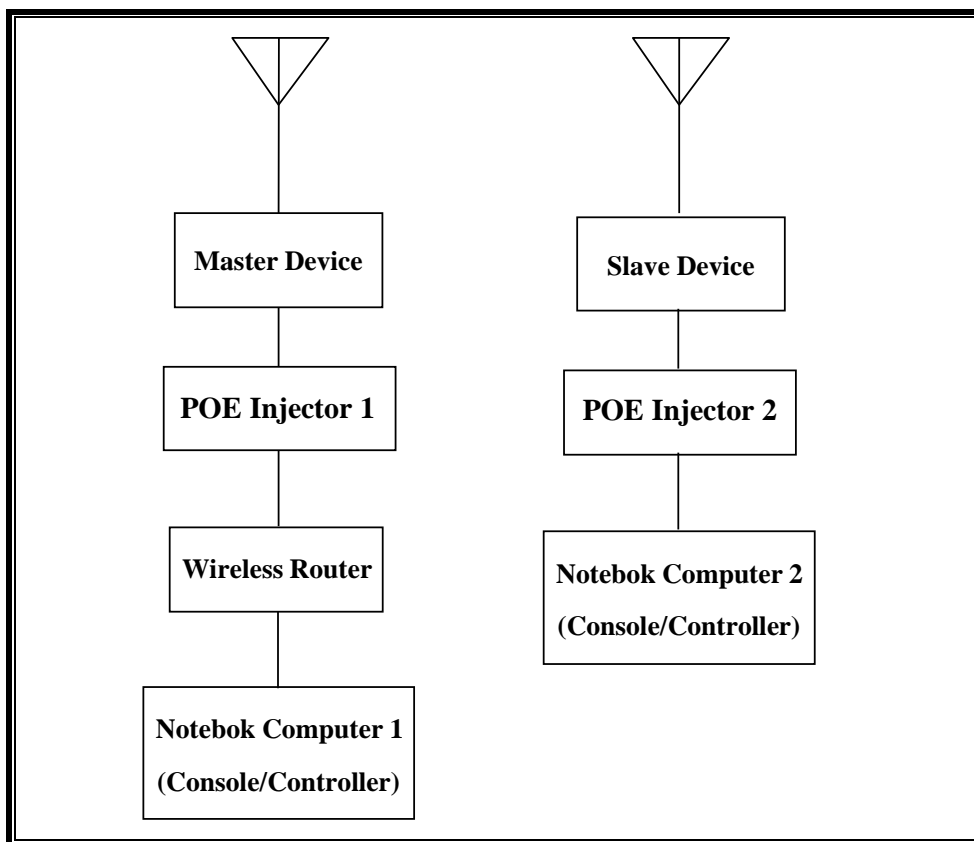 Master Device
Slave Device
POE Injector 1
POE Injector 2
Wireless Router
Notebok Computer 2
(Console/Controller)
Notebok Computer 1
(Console/Controller)